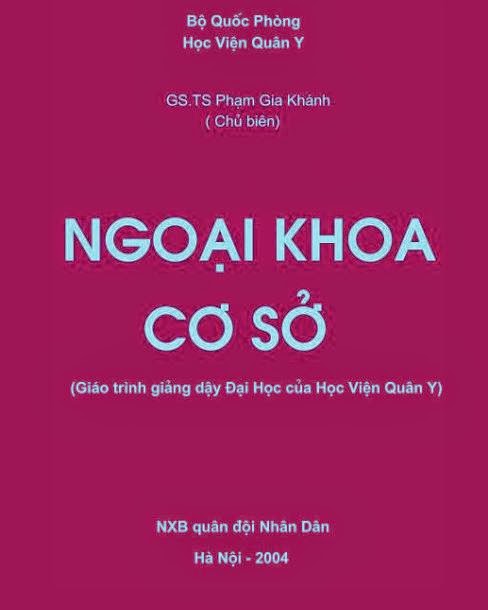 Bộ Quốc Phòng
Học Viện Quân Y
GS.TS Phạm Gia Khánh
( Chủ biên)
NGOẠI KHOA
CƠ SỞ
(Giáo trình giảng dậy Đại Học của Học Viện Quân Y)
NXB quân đội Nhân Dân
Hà Nội - 2004